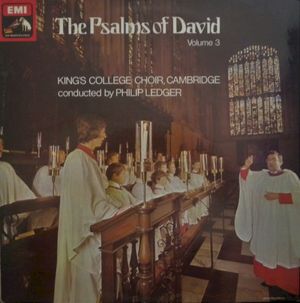 EMI
The Psalms of David
Volume 3
KING'S COLLEGE CHOIR, CAMBRIDGE
conducted by PHILIP LEDGER